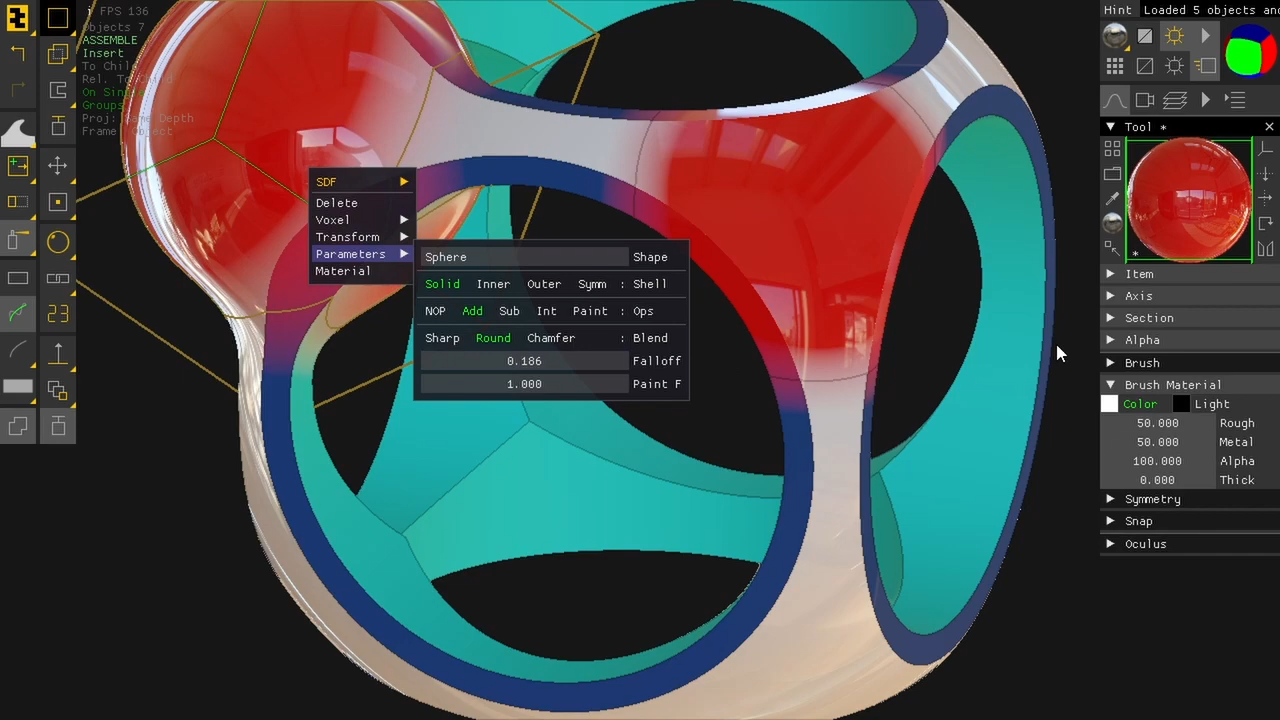 FPS 136
Objects 7
ASSEMBLE
Insert
To Child
Rel. To Child
On Single
Groups
Proj: Same Depth
Frame: Object
SDF
Delete
Voxel
Transform
Parameters
Material
Sphere Shape
Solid Inner Outer Symm : Shell
NOP Add Sub Int Paint : Ops
Sharp Round Chamfer : Blend
0.186 Falloff
1.000 Paint F
23
Hint Loaded 5 objects and
Tool *
*
Item
Axis
Section
Alpha
Brush
Brush Material
Color Light
50.000 Rough
50.000 Metal
100.000 Alpha
0.000 Thick
Symmetry
Snap
Oculus